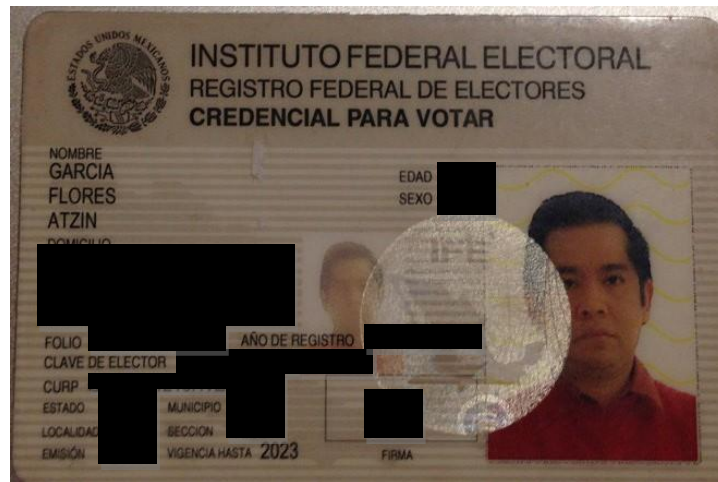 ESTADOS UNIDOS MEXICANOS
INSTITUTO FEDERAL ELECTORAL
REGISTRO FEDERAL DE ELECTORES
CREDENCIAL PARA VOTAR
NOMBRE
GARCIA
FLORES
ATZIN
EDAD
SEXO
DOMICILIO
IFE
FOLIO AÑO DE REGISTRO
CLAVE DE ELECTOR
CURP
ESTADO MUNICIPIO
LOCALIDAD SECCION
EMISIÓN VIGENCIA HASTA 2023
FIRMA